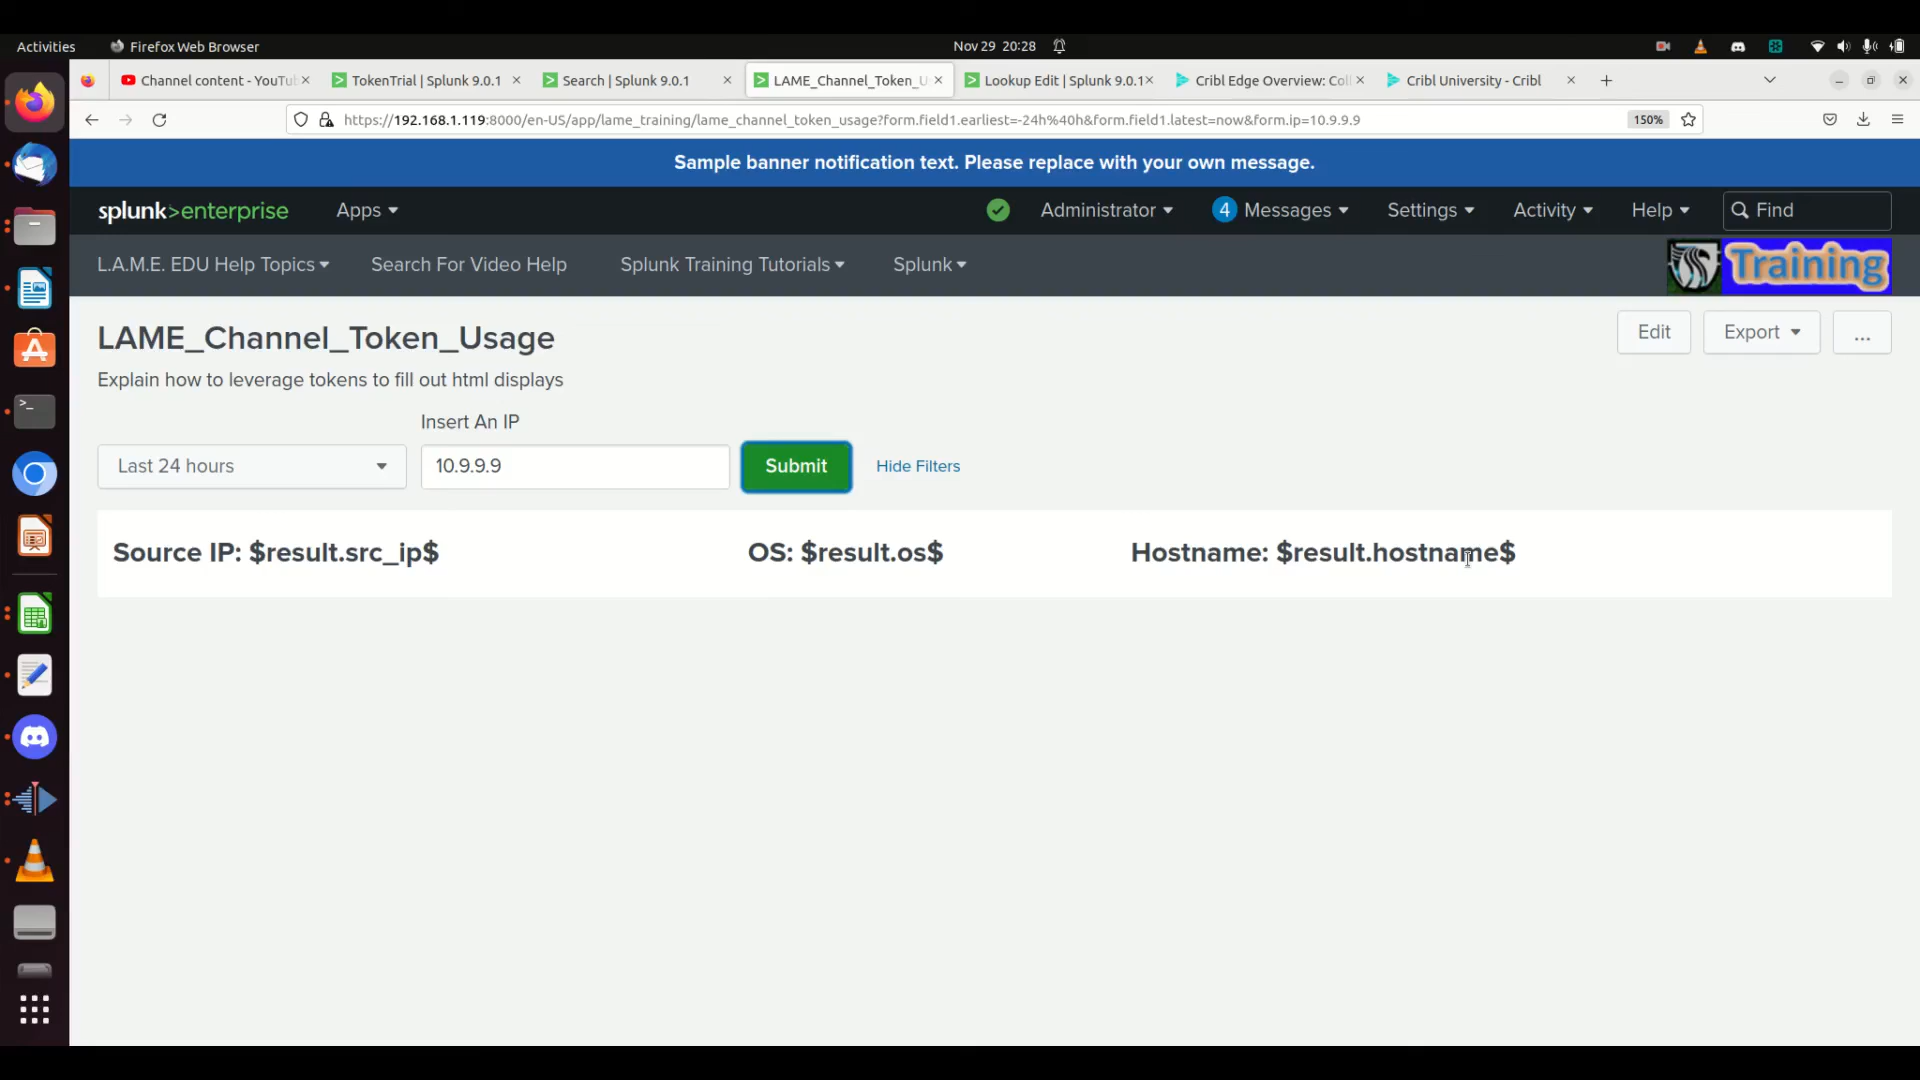 Activities
Firefox Web Browser
Nov 29 20:28
Channel content - YouTu
TokenTrial | Splunk 9.0.1
Search | Splunk 9.0.1
LAME_Channel_Token_U
Lookup Edit | Splunk 9.0.1
Cribl Edge Overview: Col
Cribl University - Cribl
https://192.168.1.119:8000/en-US/app/lame_training/lame_channel_token_usage?form.field1.earliest=-24h%40h&form.field1.latest=now&form.ip=10.9.9.9
150%
Sample banner notification text. Please replace with your own message.
splunk>enterprise
Apps
Administrator
4 Messages
Settings
Activity
Help
Find
L.A.M.E. EDU Help Topics
Search For Video Help
Splunk Training Tutorials
Splunk
Training
LAME_Channel_Token_Usage
Edit
Export
...
Explain how to leverage tokens to fill out html displays
Insert An IP
Last 24 hours
10.9.9.9
Submit
Hide Filters
Source IP: $result.src_ip$
OS: $result.os$
Hostname: $result.hostname$